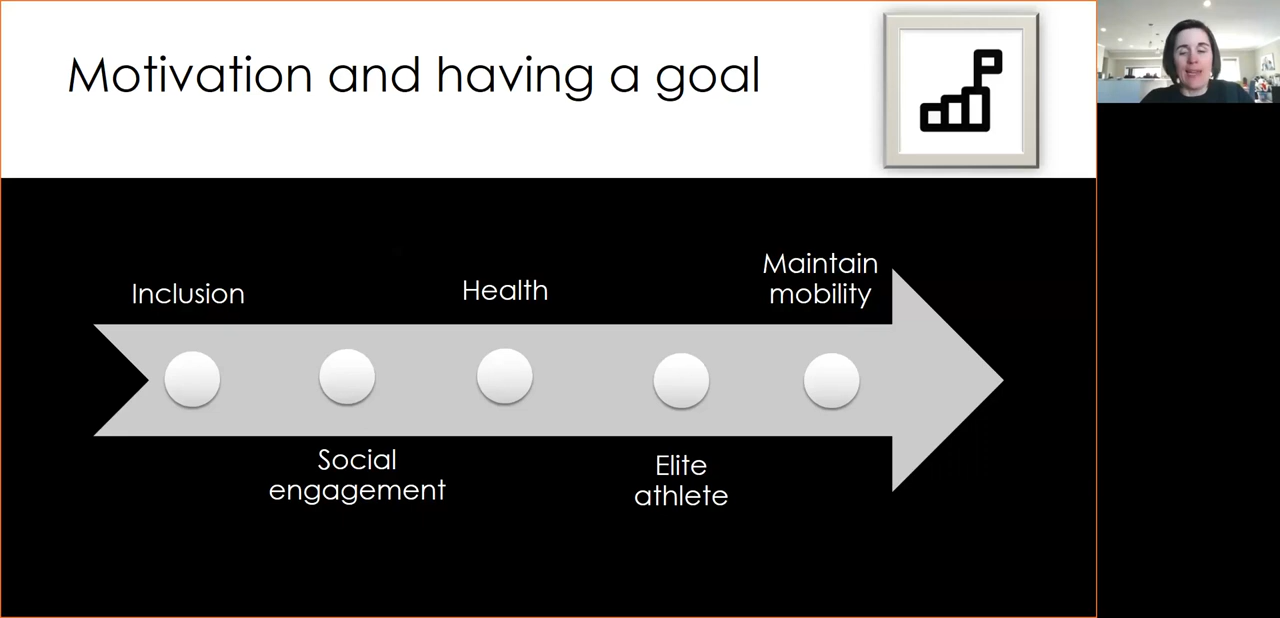 Motivation and having a goal
Inclusion
Social
engagement
Health
Elite
athlete
Maintain
mobility